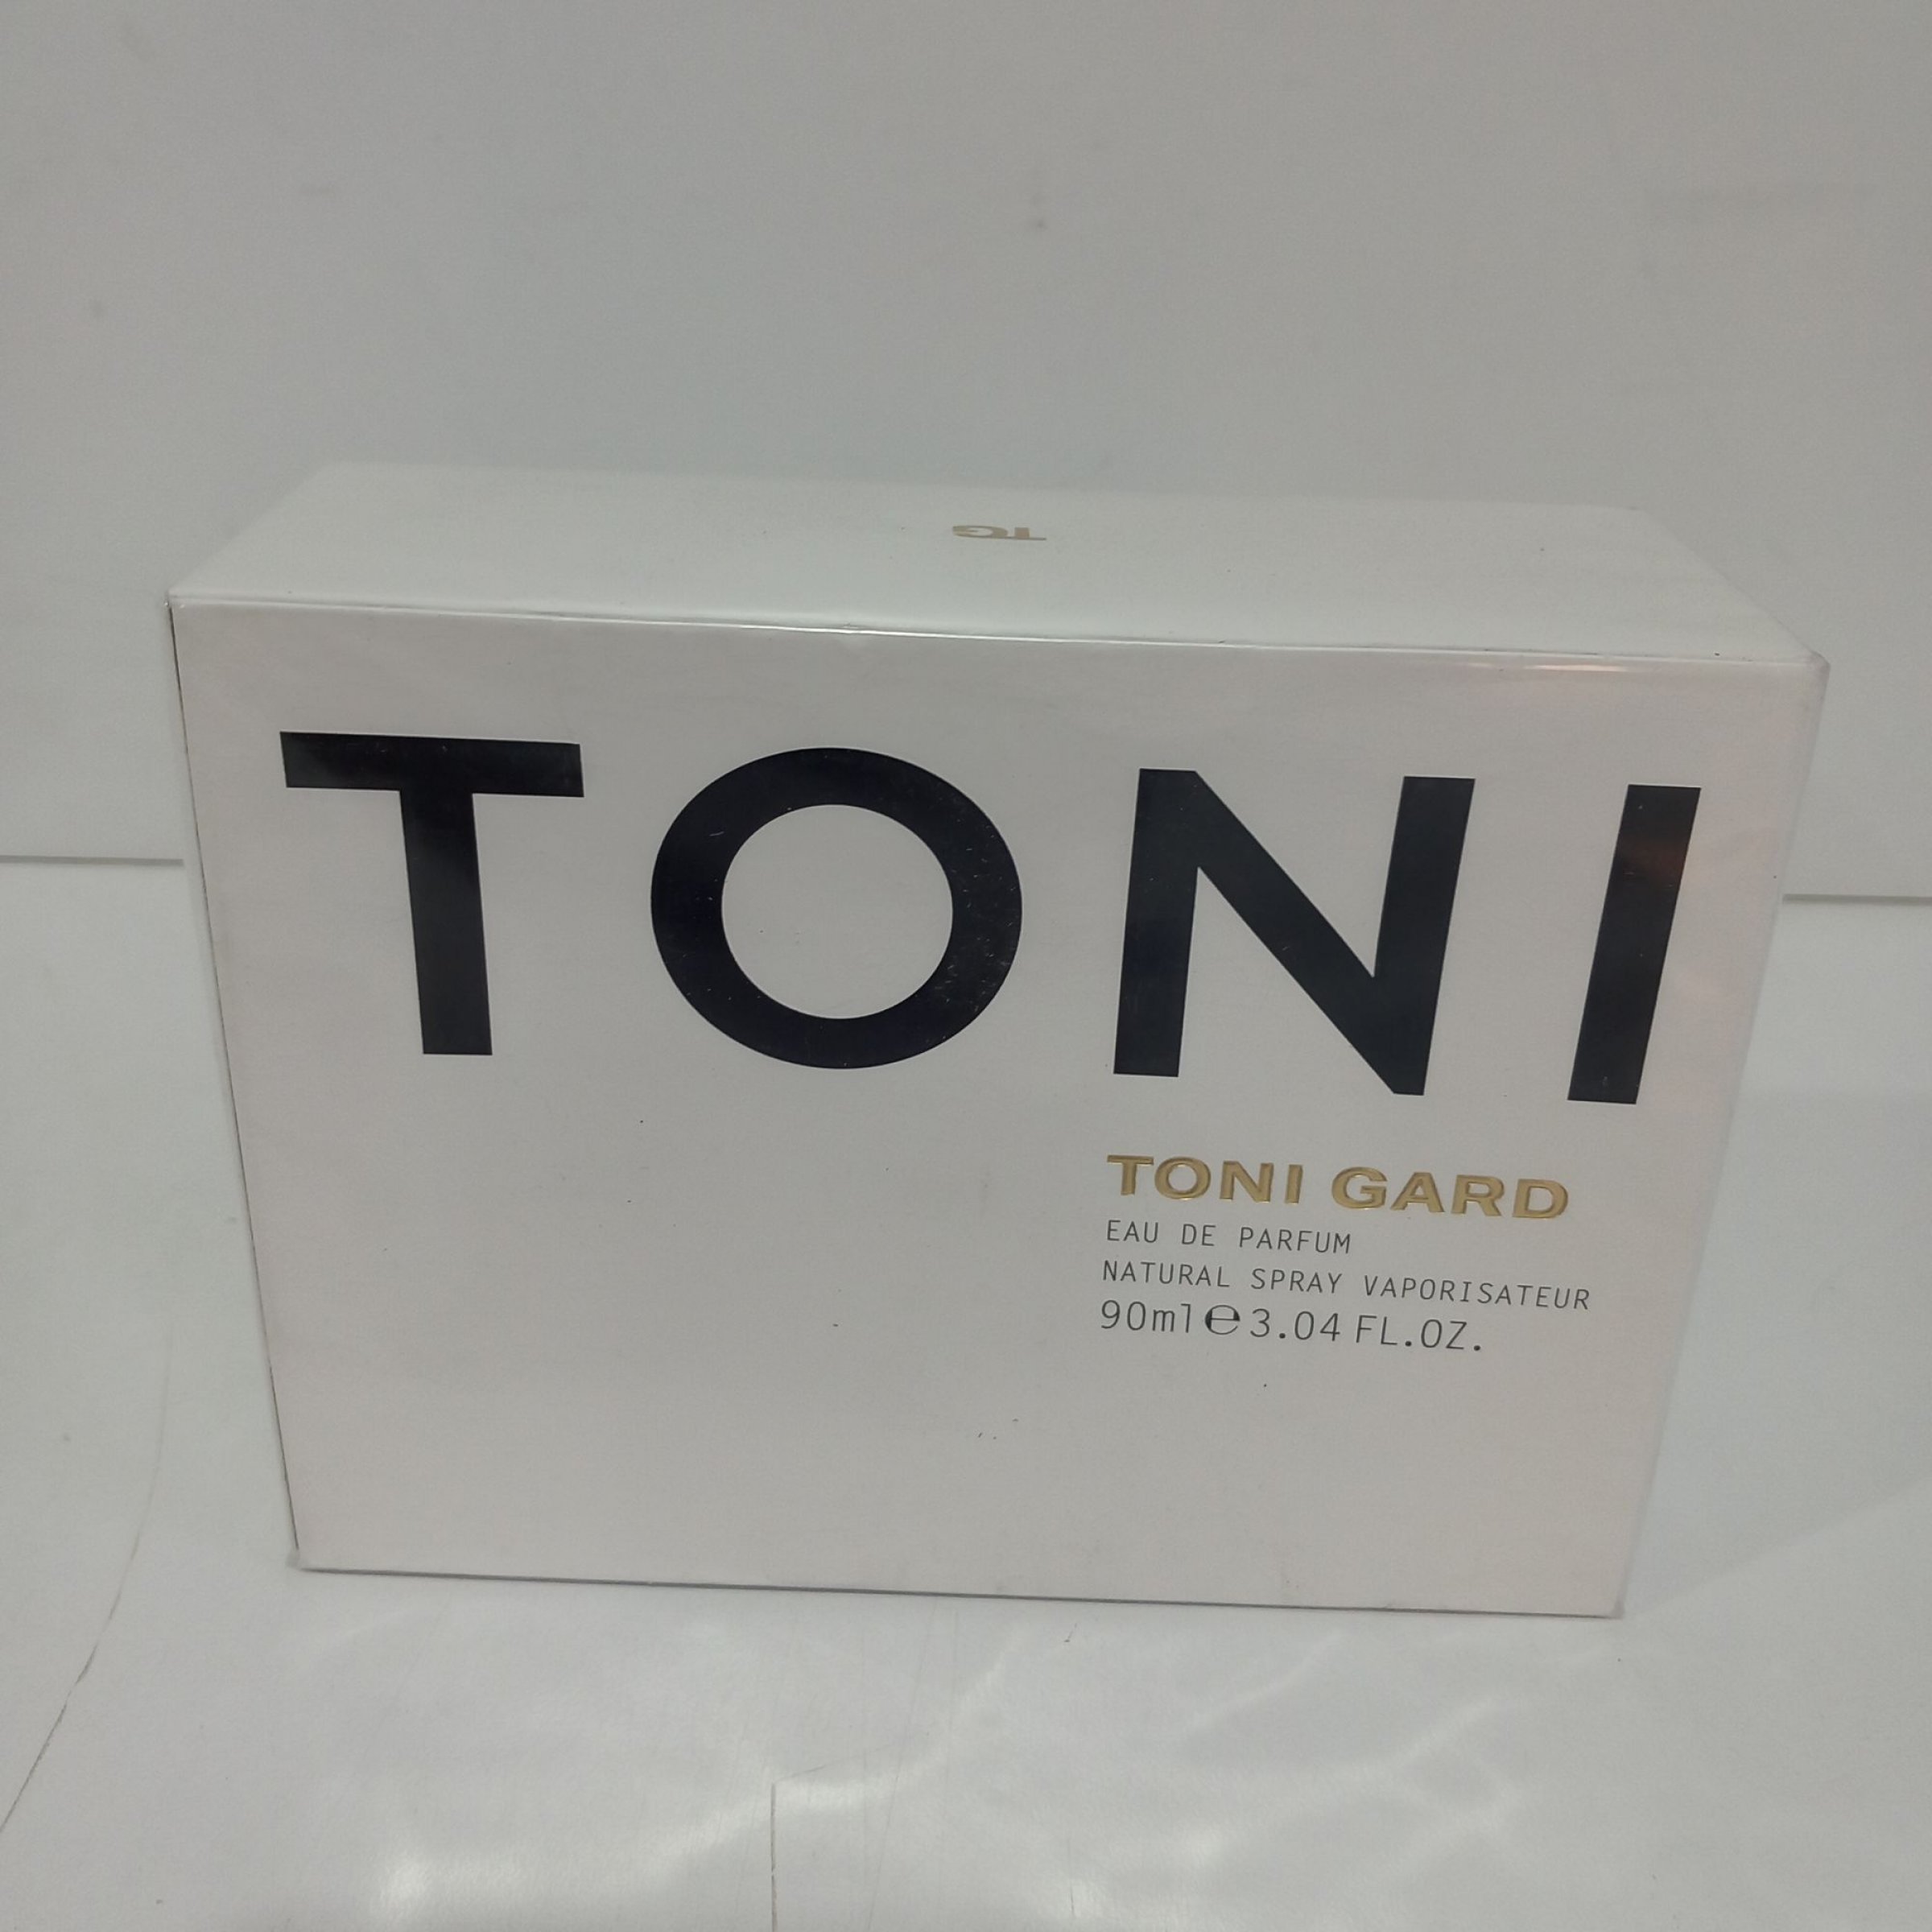 TG
TONI
TONI GARD
EAU DE PARFUM
NATURAL SPRAY VAPORISATEUR
90ml℮3.04 FL.OZ.